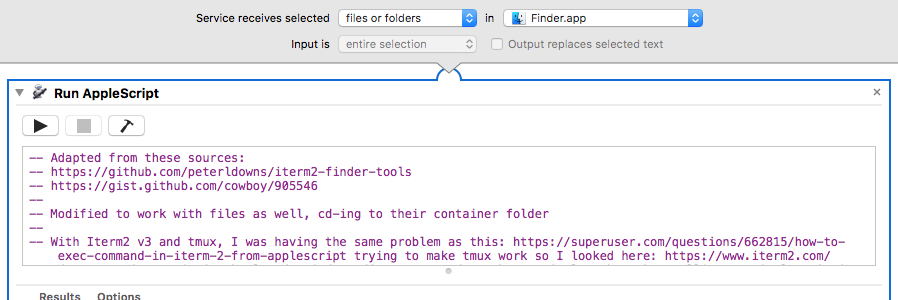 Service receives selected files or folders in Finder.app
Input is entire selection Output replaces selected text
Run AppleScript
-- Adapted from these sources:
-- https://github.com/peterldowns/iterm2-finder-tools
-- https://gist.github.com/cowboy/905546
--
-- Modified to work with files as well, cd-ing to their container folder
--
-- With Iterm2 v3 and tmux, I was having the same problem as this: https://superuser.com/questions/662815/how-to-
exec-command-in-iterm-2-from-applescript trying to make tmux work so I looked here: https://www.iterm2.com/
Results Options